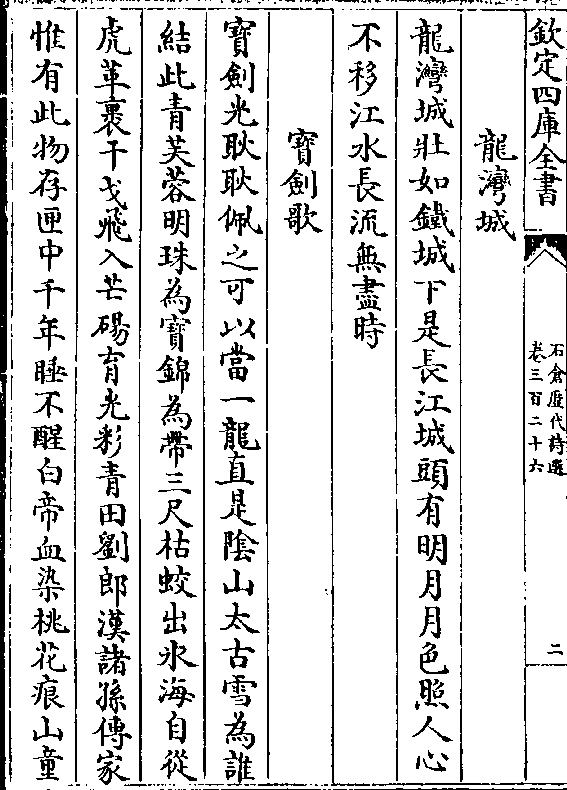 欽定四庫全書
石倉歷代詩選
卷三百二十六
二
龍灣城
龍灣城壯如鐵城下是長江城頭有明月月色照人心
不移江水長流無盡時
寶劍歌
寶劍光耿耿佩之可以當一龍直是陰山太古雪為誰
結此青芙蓉明珠為寶錦為帶三尺枯蛟出氷海自從
虎革裹干戈飛入芒碭育光彩青田劉郎漢諸孫傳家
惟有此物存匣中千年睡不醒白帝血染桃花痕山童